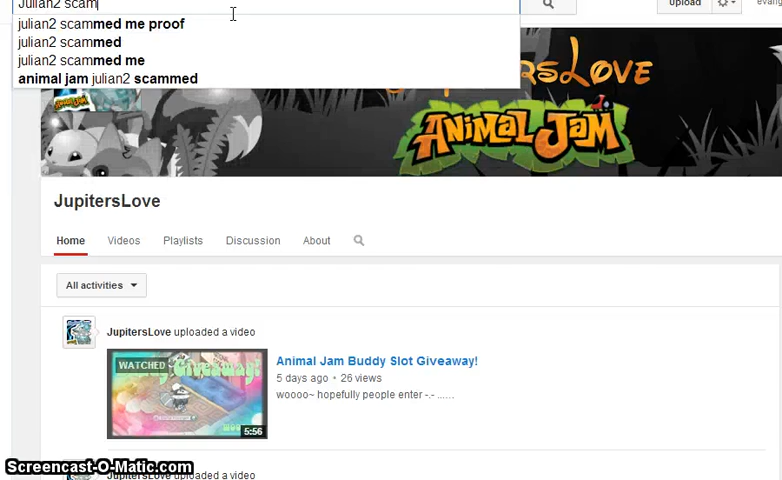 Julian2 scam
Upload
evang
julian2 scammed me proof
julian2 scammed
julian2 scammed me
animal jam julian2 scammed
rsLove
ANIMAL JAM
JupitersLove
Home Videos Playlists Discussion About
All activities
JupitersLove uploaded a video
WATCHED
Giveaway!
5:56
Animal Jam Buddy Slot Giveaway!
5 days ago • 26 views
woooo~ hopefully people enter -.- ......
JupitersLove uploaded a video
Screencast-O-Matic.com